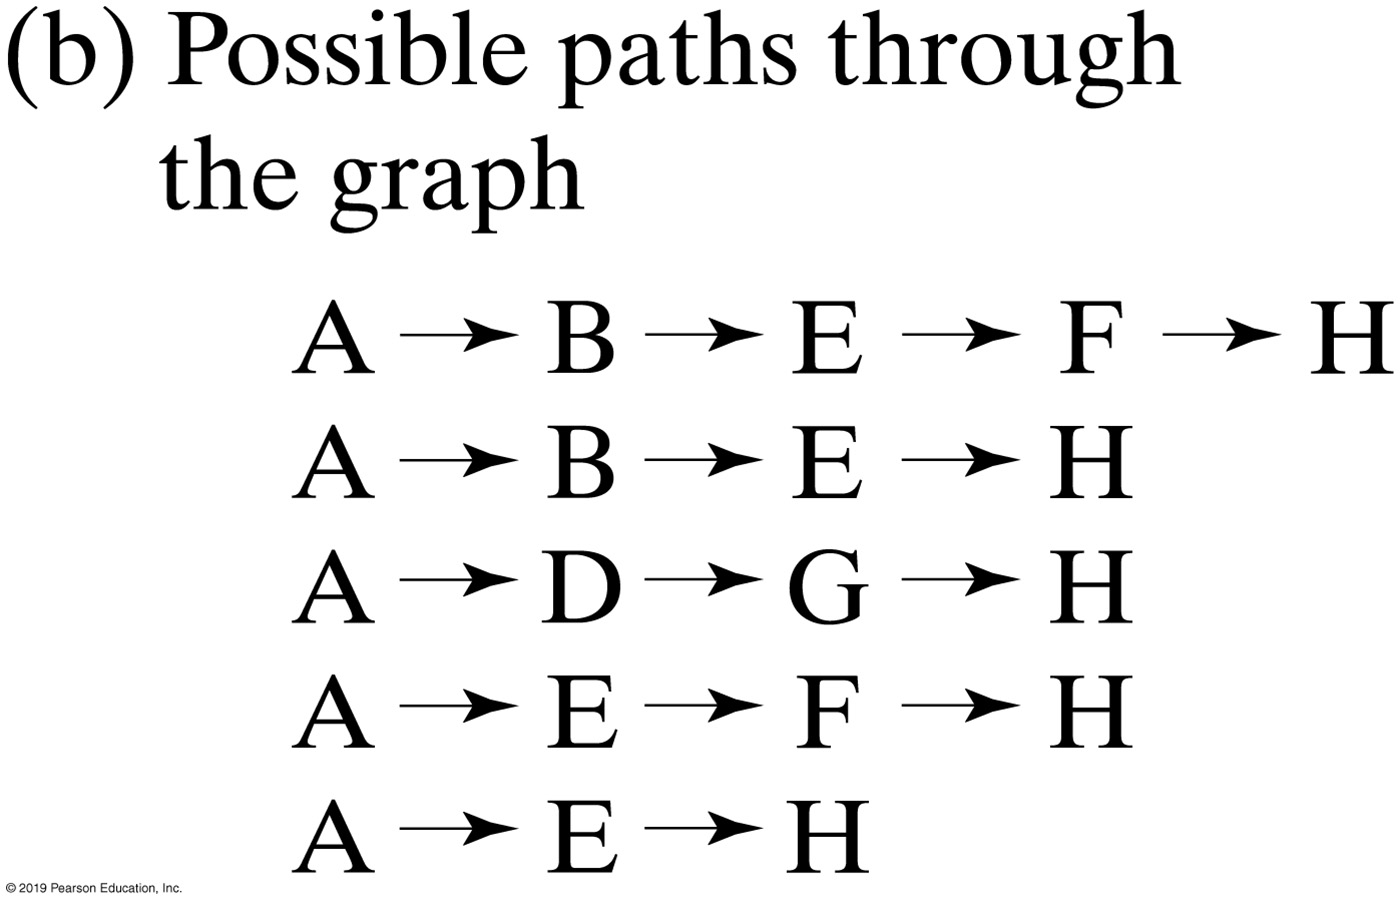 (b) Possible paths through
the graph
A → B → E → F → H
A → B → E → H
A → D → G → H
A → E → F → H
A → E → H
© 2019 Pearson Education, Inc.